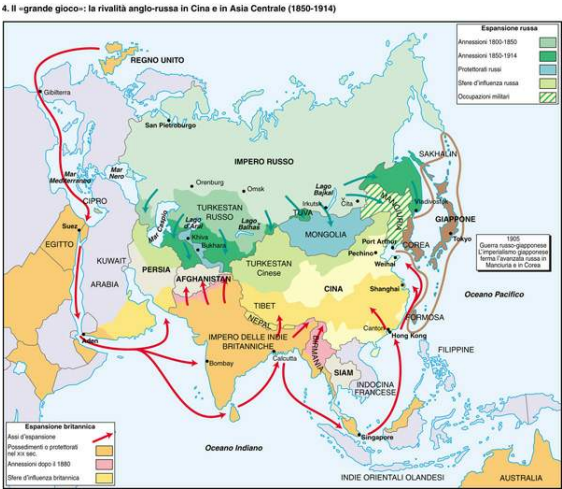 4. Il «grande gioco»: la rivalità anglo-russa in Cina e in Asia Centrale (1850-1914)
Espansione russa
Annessioni 1800-1850
Annessioni 1850-1914
Protettorati russi
Sfere d'influenza russa
Occupazioni militari
REGNO UNITO
Gibilterra
San Pietroburgo
IMPERO RUSSO
SAKHALIN
Mar
Mediterraneo
Mar
Nero
Orenburg
Omsk
Lago
Bajkal
Irkutsk
Cita
CIPRO
TURKESTAN
RUSSO
TUVA
MANCIURIA
Vladivostok
Suez
Mar Caspio
Lago
d'Aral
Lago
Balhas
MONGOLIA
GIAPPONE
EGITTO
Khiva
Bukhara
Port Arthur
COREA
Tokyo
1905
Guerra russo-giapponese
L'imperialismo giapponese
ferma l'avanzata russa in
Manciuria e in Corea
KUWAIT
PERSIA
TURKESTAN
Cinese
Pechino
Weihai
ARABIA
AFGHANISTAN
CINA
Shanghai
Oceano Pacifico
TIBET
NEPAL
FORMOSA
Aden
IMPERO DELLE INDIE
BRITANNICHE
BIRMANIA
Canton
Hong Kong
Bombay
Calcutta
SIAM
FILIPPINE
INDOCINA
FRANCESE
Espansione britannica
Assi d'espansione
Possedimenti o protettorati
nel XIX sec.
Annessioni dopo il 1880
Sfere d'influenza britannica
Oceano Indiano
Singapore
INDIE ORIENTALI OLANDESI
AUSTRALIA